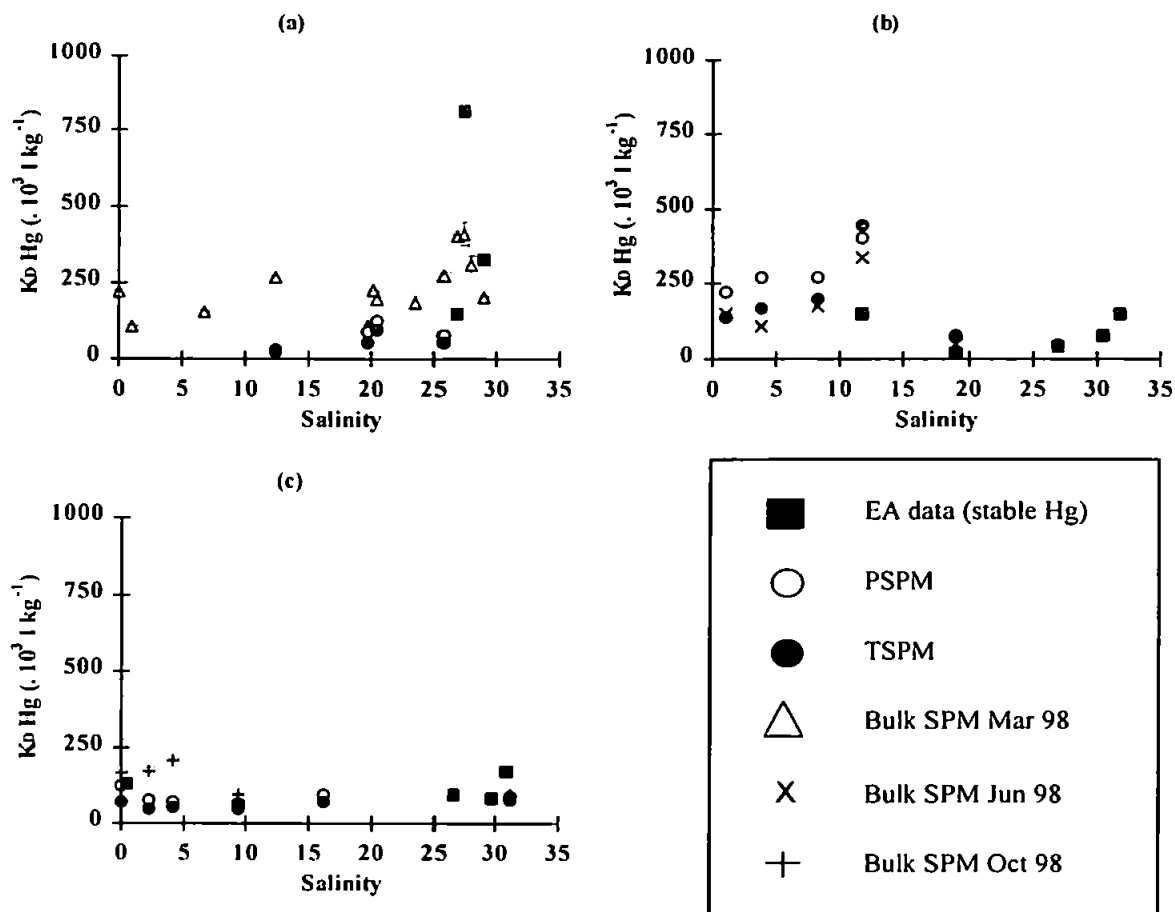 (a)
1000
750
500
250
0
KD Hg (. 10³ l kg⁻¹)
0 5 10 15 20 25 30 35
Salinity
(b)
1000
750
500
250
0
KD Hg (. 10³ l kg⁻¹)
0 5 10 15 20 25 30 35
Salinity
(c)
1000
750
500
250
0
KD Hg (. 10³ l kg⁻¹)
0 5 10 15 20 25 30 35
Salinity
EA data (stable Hg)
PSPM
TSPM
Bulk SPM Mar 98
Bulk SPM Jun 98
Bulk SPM Oct 98